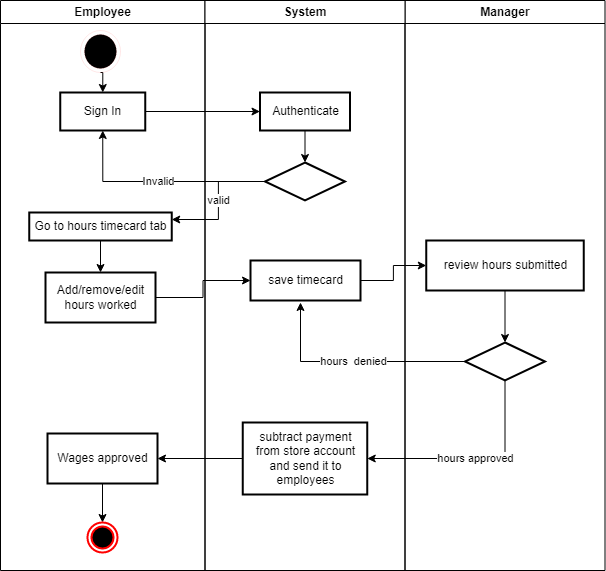 Employee
System
Manager
Sign In
Authenticate
Invalid
valid
Go to hours timecard tab
Add/remove/edit
hours worked
save timecard
review hours submitted
hours  denied
hours approved
subtract payment
from store account
and send it to
employees
Wages approved